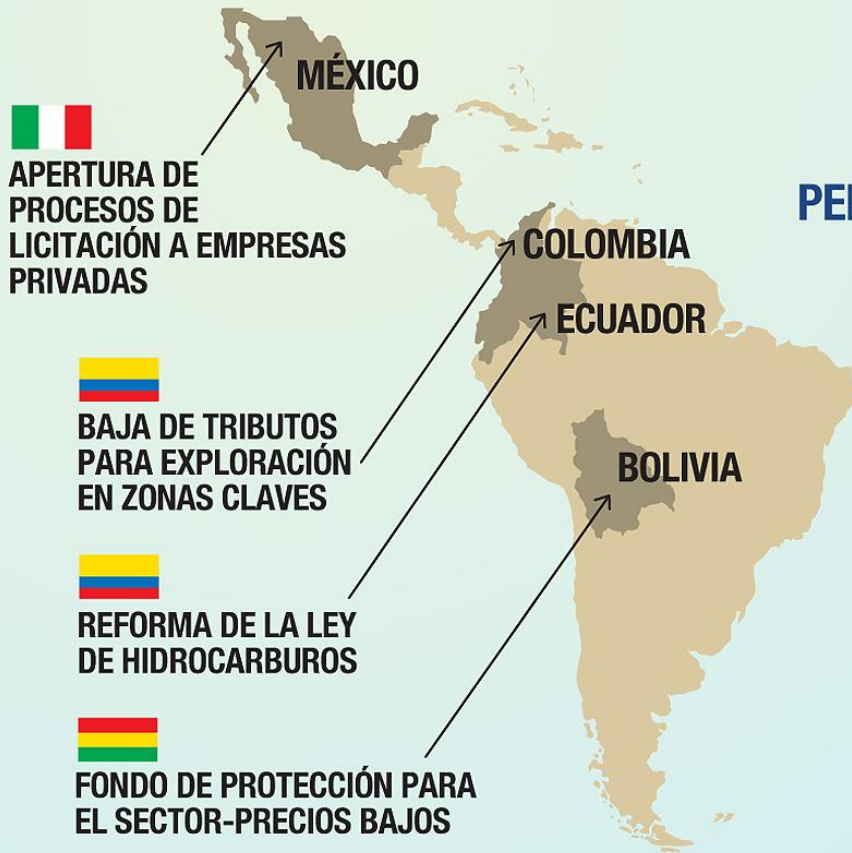 MÉXICO
APERTURA DE
PROCESOS DE
LICITACIÓN A EMPRESAS
PRIVADAS
PE
COLOMBIA
ECUADOR
BAJA DE TRIBUTOS
PARA EXPLORACIÓN
EN ZONAS CLAVES
BOLIVIA
REFORMA DE LA LEY
DE HIDROCARBUROS
FONDO DE PROTECCIÓN PARA
EL SECTOR-PRECIOS BAJOS